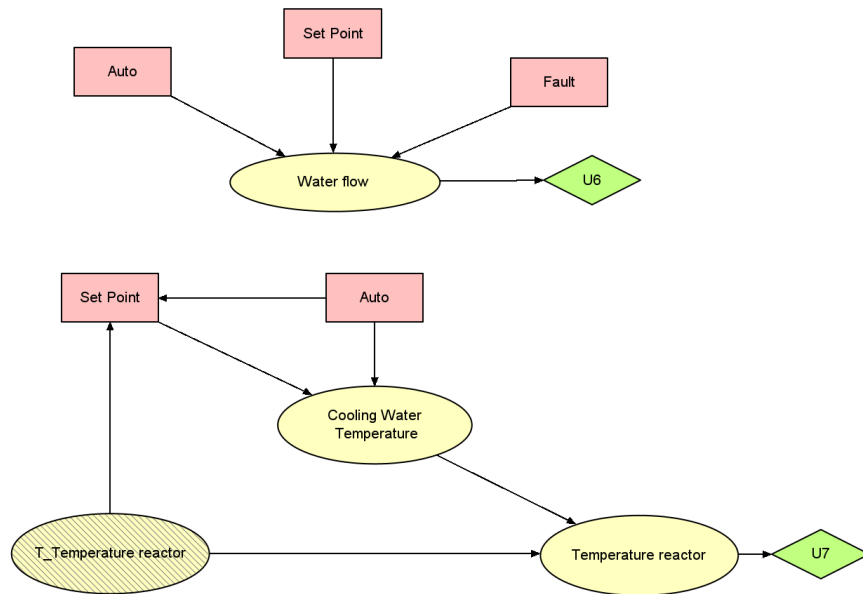 Set Point
Auto
Fault
Water flow
U6
Set Point
Auto
Cooling Water
Temperature
T_Temperature reactor
Temperature reactor
U7